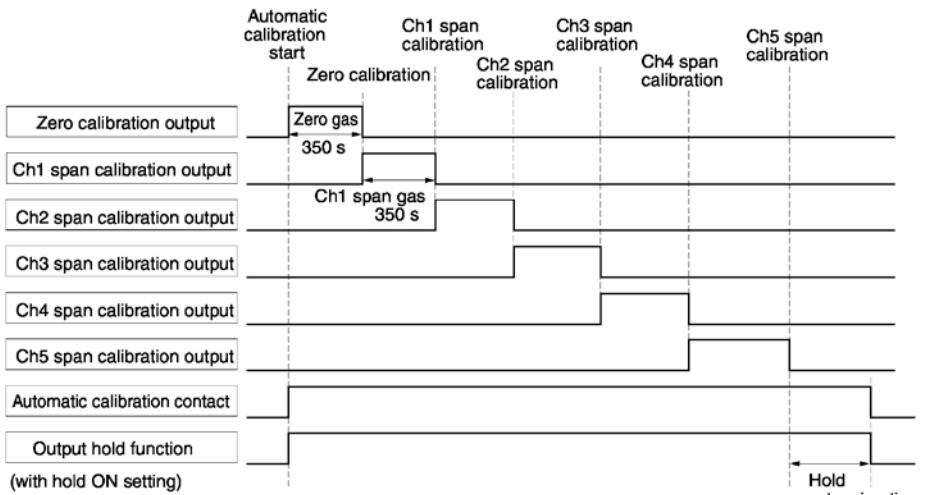 Automatic
calibration
start
Zero calibration
Ch1 span
calibration
Ch2 span
calibration
Ch3 span
calibration
Ch4 span
calibration
Ch5 span
calibration
Zero calibration output
Zero gas
350 s
Ch1 span calibration output
Ch1 span gas
350 s
Ch2 span calibration output
Ch3 span calibration output
Ch4 span calibration output
Ch5 span calibration output
Automatic calibration contact
Output hold function
(with hold ON setting)
Hold